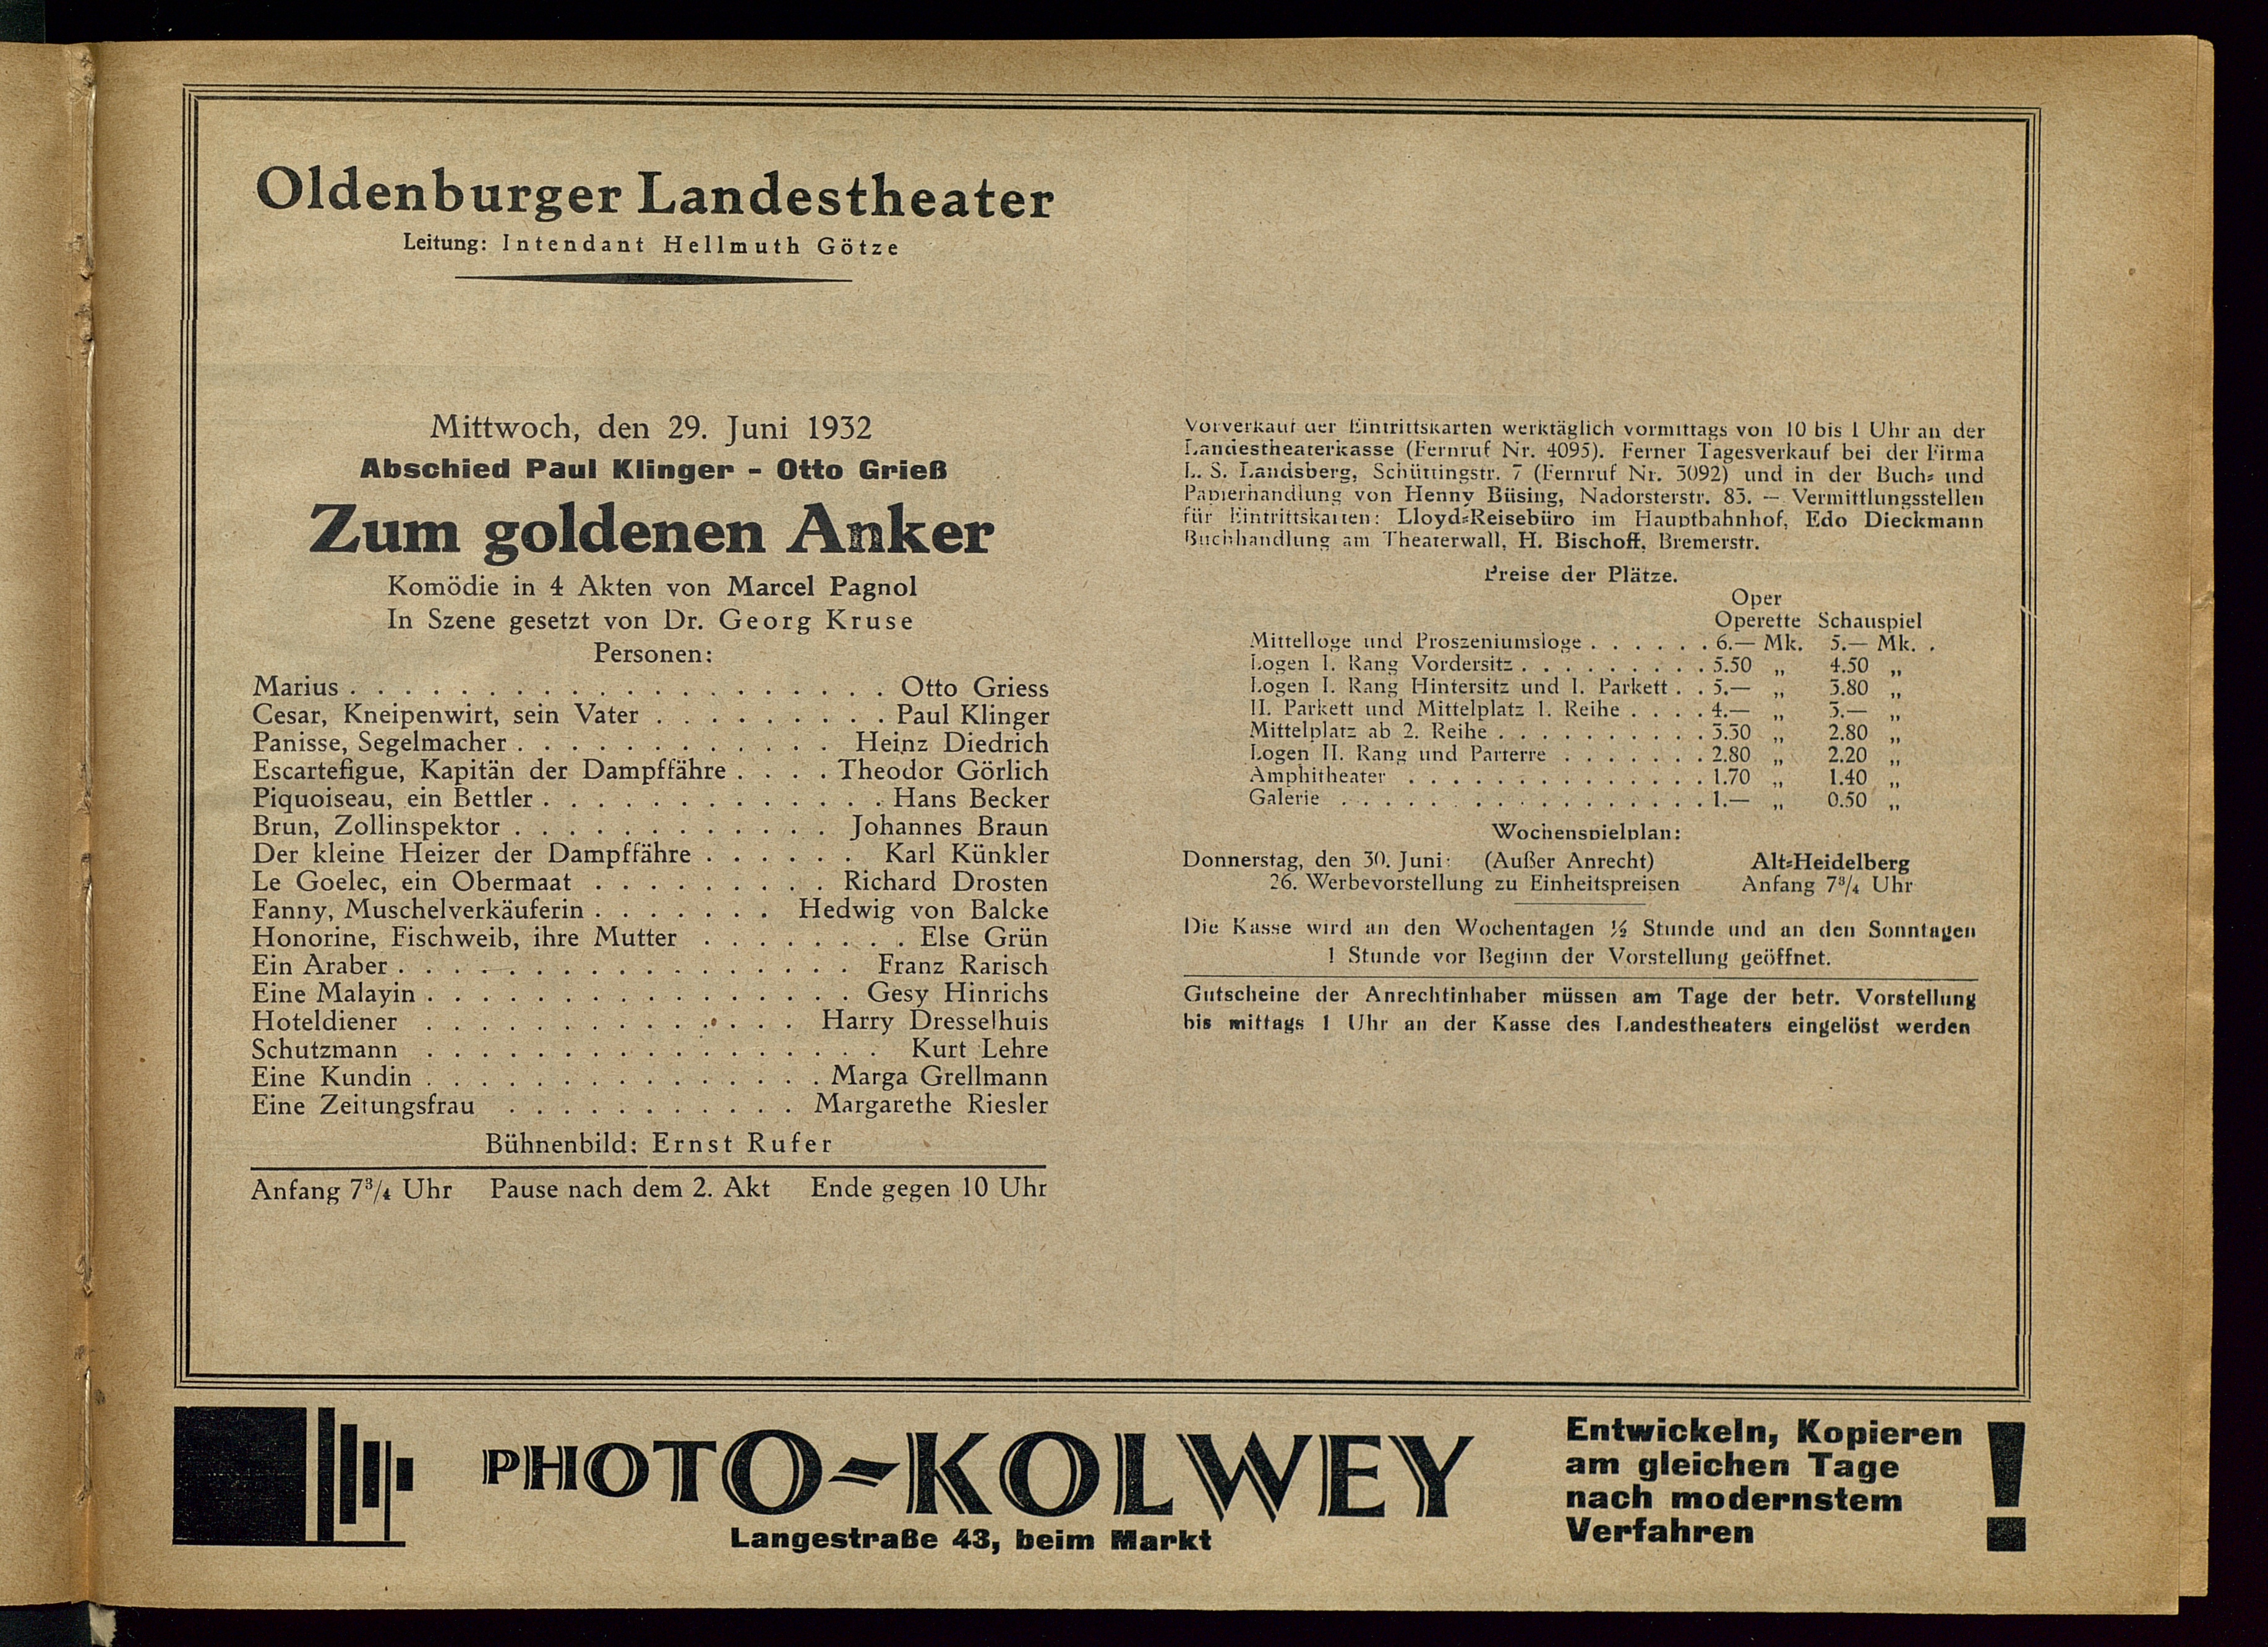 Oldenburger Landestheater
Leitung: Intendant Hellmuth Götze
Mittwoch, den 29. Juni 1932
Abschied Paul Klinger - Otto Grieß
Zum goldenen Anker
Komödie in 4 Akten von Marcel Pagnol
In Szene gesetzt von Dr. Georg Kruse
Personen:
Marius . . . . . . . . . . . . . . . . . . . . Otto Griess
Cesar, Kneipenwirt, sein Vater . . . . . . . . . Paul Klinger
Panisse, Segelmacher . . . . . . . . . . . . Heinz Diedrich
Escartefigue, Kapitän der Dampffähre . . . . Theodor Görlich
Piquoiseau, ein Bettler . . . . . . . . . . . . . Hans Becker
Brun, Zollinspektor . . . . . . . . . . . . Johannes Braun
Der kleine Heizer der Dampffähre . . . . . . Karl Künkler
Le Goelec, ein Obermaat . . . . . . . . . Richard Drosten
Fanny, Muschelverkäuferin . . . . . . . Hedwig von Balcke
Honorine, Fischweib, ihre Mutter . . . . . . . . Else Grün
Ein Araber . . . . . . . . . . . . . . . . . Franz Rarisch
Eine Malayin . . . . . . . . . . . . . . . . Gesy Hinrichs
Hoteldiener . . . . . . . . . . . . . . Harry Dresselhuis
Schutzmann . . . . . . . . . . . . . . . . . Kurt Lehre
Eine Kundin . . . . . . . . . . . . . . . Marga Grellmann
Eine Zeitungsfrau . . . . . . . . . . . Margarethe Riesler
Bühnenbild: Ernst Rufer
Anfang 7¾ Uhr Pause nach dem 2. Akt Ende gegen 10 Uhr
Vorverkauf der Eintrittskarten werktäglich vormittags von 10 bis 1 Uhr an der
Landestheaterkasse (Fernruf Nr. 4095). Ferner Tagesverkauf bei der Firma
L. S. Landsberg, Schüttingstr. 7 (Fernruf Nr. 3092) und in der Buch- und
Papierhandlung von Henny Büsing, Nadorsterstr. 83. — Vermittlungsstellen
für Eintrittskarten: Lloyd-Reisebüro im Hauptbahnhof, Edo Dieckmann
Buchhandlung am Theaterwall, H. Bischoff, Bremerstr.
Preise der Plätze.
Oper
Operette Schauspiel
Mittelloge und Proszeniumsloge . . . . . . 6.— Mk. 5.— Mk. .
Logen I. Rang Vordersitz . . . . . . . . . 5.50 „ 4.50 „
Logen I. Rang Hintersitz und I. Parkett . . 5.— „ 3.80 „
II. Parkett und Mittelplatz 1. Reihe . . . . 4.— „ 3.— „
Mittelplatz ab 2. Reihe . . . . . . . . . . 3.50 „ 2.80 „
Logen II. Rang und Parterre . . . . . . . 2.80 „ 2.20 „
Amphitheater . . . . . . . . . . . . . . 1.70 „ 1.40 „
Galerie . . . . . . . . . . . . . . . . . 1.— „ 0.50 „
Wochenspielplan:
Donnerstag, den 30. Juni: (Außer Anrecht) Alt-Heidelberg
26. Werbevorstellung zu Einheitspreisen Anfang 7¾ Uhr
Die Kasse wird an den Wochentagen ½ Stunde und an den Sonntagen
1 Stunde vor Beginn der Vorstellung geöffnet.
Gutscheine der Anrechtinhaber müssen am Tage der betr. Vorstellung
bis mittags 1 Uhr an der Kasse des Landestheaters eingelöst werden
PHOTO-KOLWEY
Langestraße 43, beim Markt
Entwickeln, Kopieren
am gleichen Tage
nach modernstem
Verfahren
!